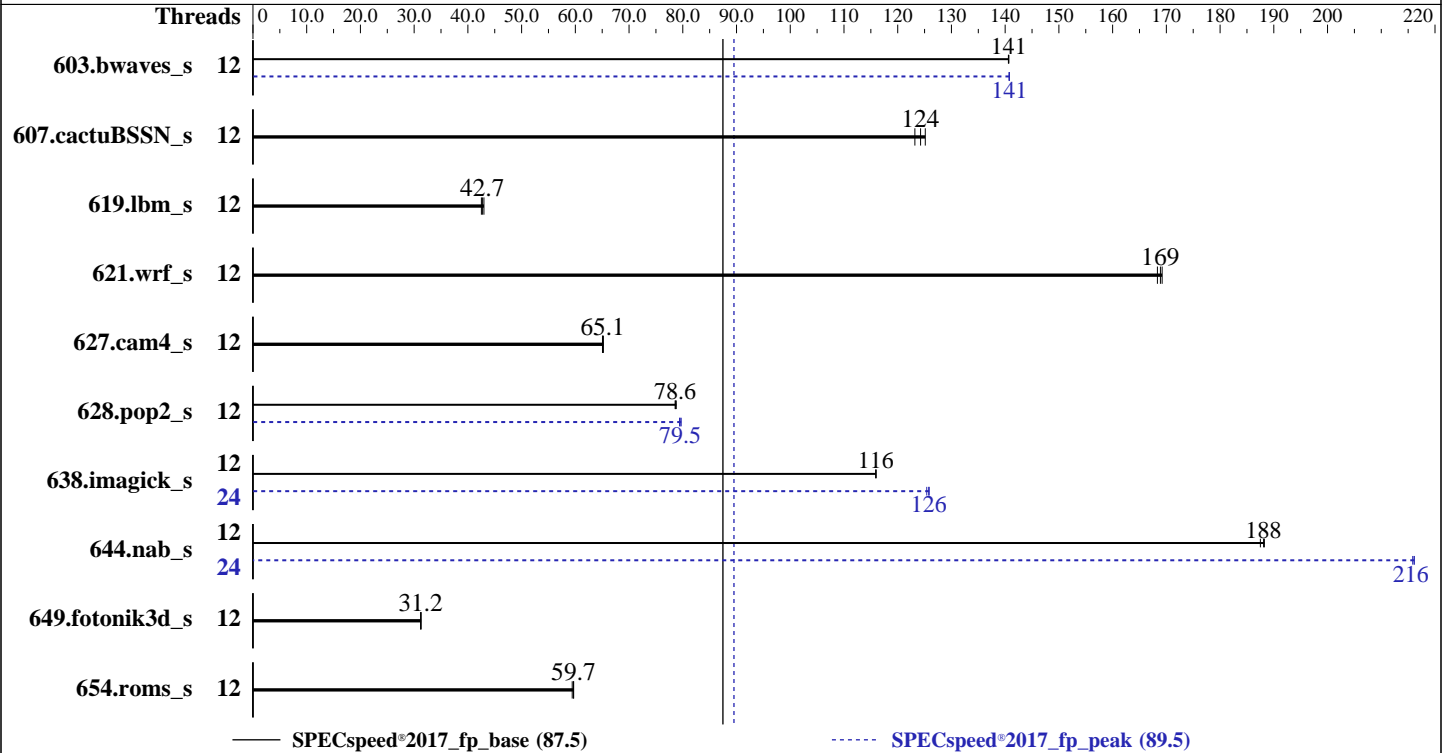 Threads 0 10.0 20.0 30.0 40.0 50.0 60.0 70.0 80.0 90.0 100 110 120 130 140 150 160 170 180 190 200 220
603.bwaves_s 12 141
141
607.cactuBSSN_s 12 124
619.lbm_s 12 42.7
621.wrf_s 12 169
627.cam4_s 12 65.1
628.pop2_s 12 78.6
79.5
638.imagick_s 12 116
24 126
644.nab_s 12 188
24 216
649.fotonik3d_s 12 31.2
654.roms_s 12 59.7
SPECspeed®2017_fp_base (87.5) SPECspeed®2017_fp_peak (89.5)